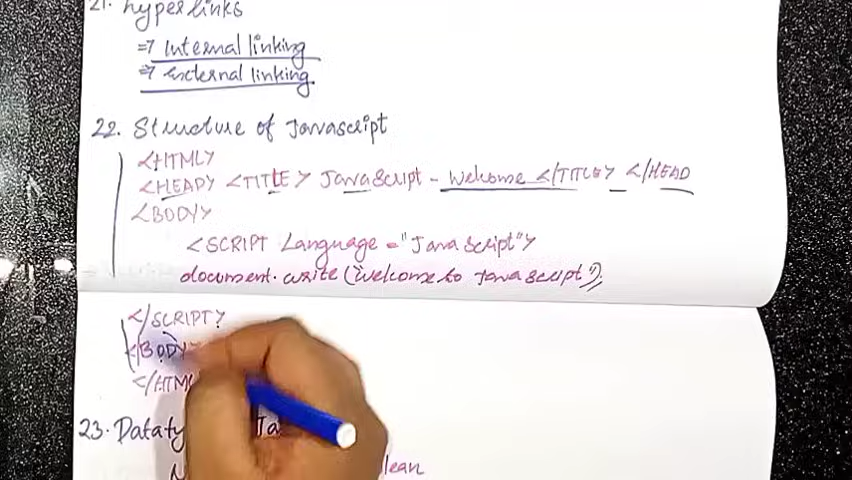 21. hyperlinks
=> Internal linking
=> External linking
22. Structure of Javascript
<HTML>
<HEAD> <TITLE> JavaScript - Welcome </TITLE> </HEAD
<BODY>
<SCRIPT Language = "JavaScript">
document.write("Welcome to Javascript");
</SCRIPT>
</BODY>
</HTML
23.